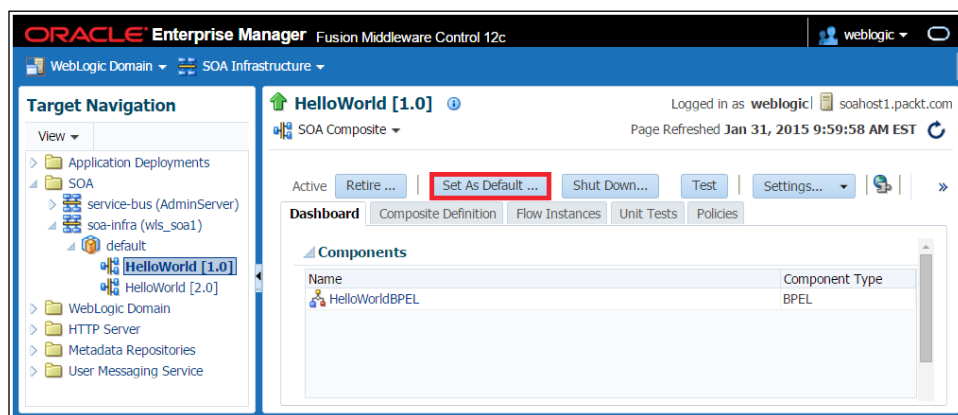 ORACLE Enterprise Manager Fusion Middleware Control 12c
weblogic
WebLogic Domain SOA Infrastructure
Target Navigation
View
Application Deployments
SOA
service-bus (AdminServer)
soa-infra (wls_soa1)
default
HelloWorld [1.0]
HelloWorld [2.0]
WebLogic Domain
HTTP Server
Metadata Repositories
User Messaging Service
HelloWorld [1.0]
Logged in as weblogic| soahost1.packt.com
SOA Composite
Page Refreshed Jan 31, 2015 9:59:58 AM EST
Active Retire ... Set As Default ... Shut Down... Test Settings... »
Dashboard Composite Definition Flow Instances Unit Tests Policies
Components
Name Component Type
HelloWorldBPEL BPEL